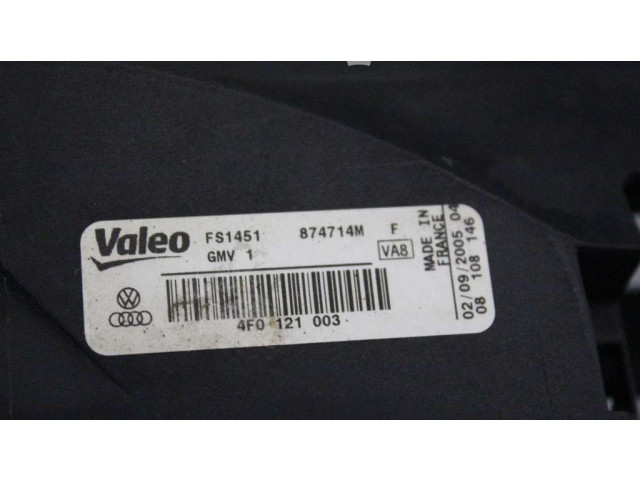 Valeo FS1451 874714M F
GMV 1 VA8
4F0 121 003
MADE IN
FRANCE
02/09/2005 04
08 108 146